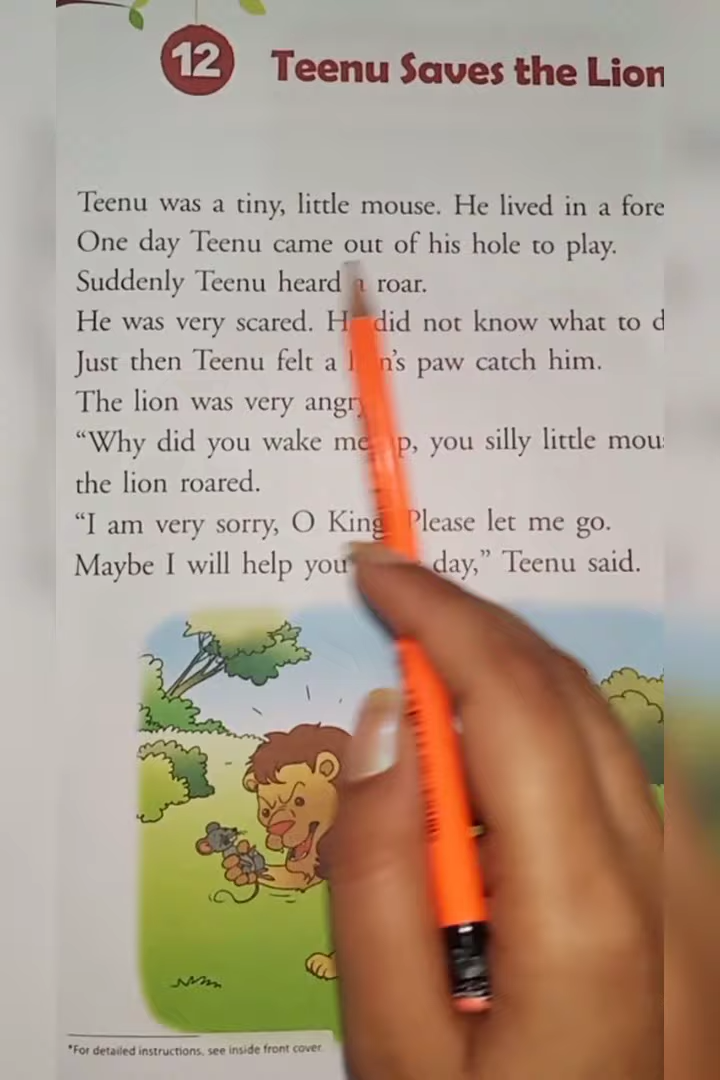 12 Teenu Saves the Lion
Teenu was a tiny, little mouse. He lived in a fore
One day Teenu came out of his hole to play.
Suddenly Teenu heard a roar.
He was very scared. H did not know what to d
Just then Teenu felt a l n's paw catch him.
The lion was very angry
“Why did you wake me p, you silly little mou
the lion roared.
“I am very sorry, O King Please let me go.
Maybe I will help you day,” Teenu said.
*For detailed instructions, see inside front cover.